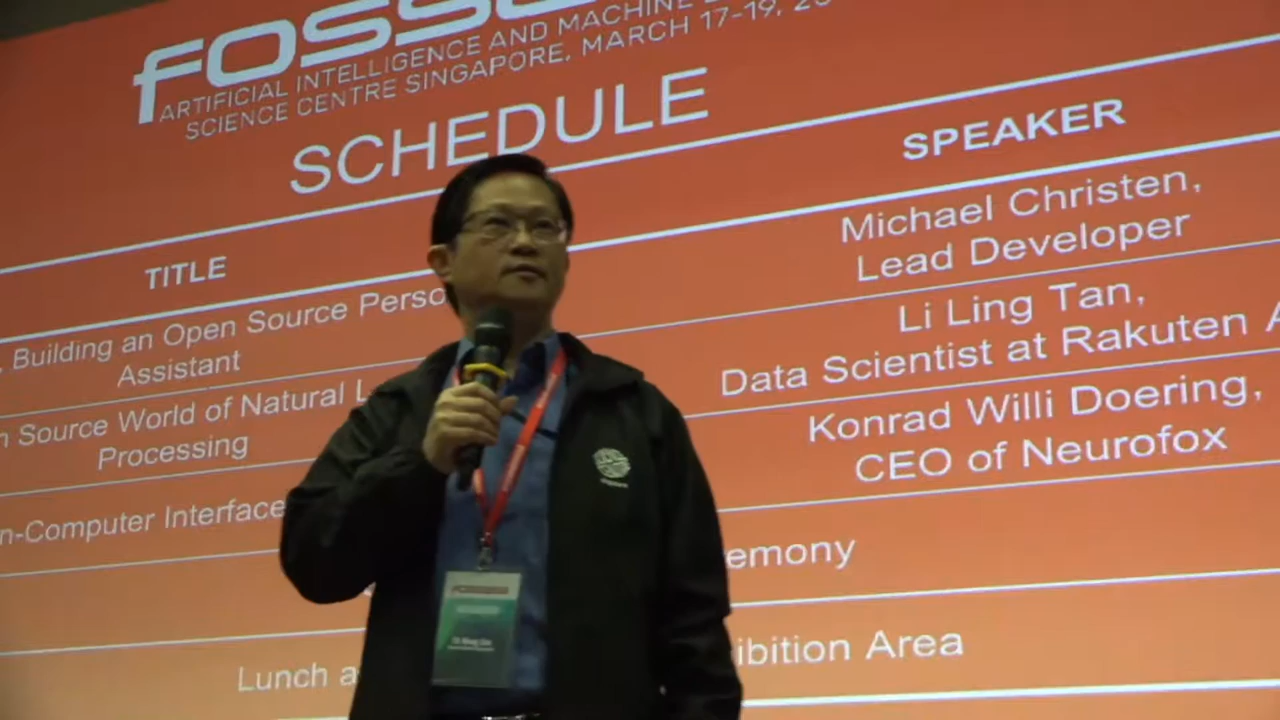 FOSS
ARTIFICIAL INTELLIGENCE AND MACHINE
SCIENCE CENTRE SINGAPORE, MARCH 17-19, 20
SCHEDULE
TITLE
SPEAKER
, Building an Open Source Perso
Assistant
Michael Christen,
Lead Developer
n Source World of Natural L
Processing
Li Ling Tan,
Data Scientist at Rakuten A
n-Computer Interface
Konrad Willi Doering,
CEO of Neurofox
emony
Lunch a
ibition Area